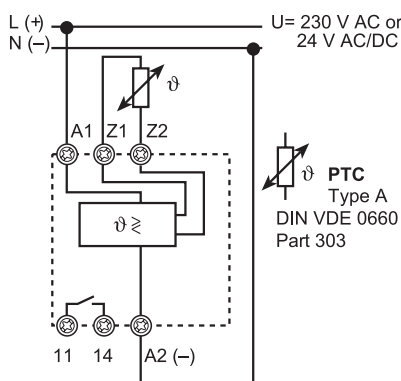 L (+)
U= 230 V AC or
N (–)
24 V AC/DC
ϑ
A1 Z1 Z2
ϑ PTC
Type A
DIN VDE 0660
Part 303
ϑ ≷
11 14 A2 (–)